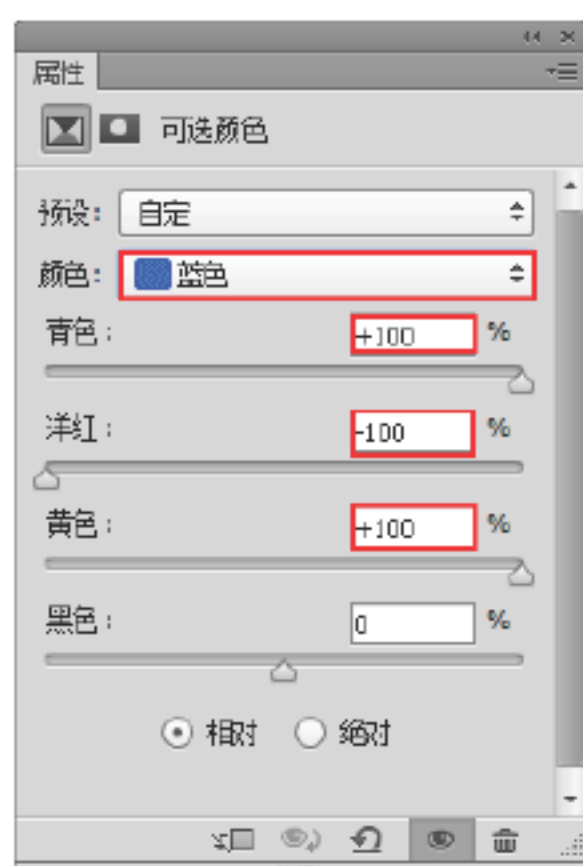 属性
可选颜色
预设: 自定
颜色: 蓝色
青色: +100 %
洋红: -100 %
黄色: +100 %
黑色: 0 %
相对 绝对